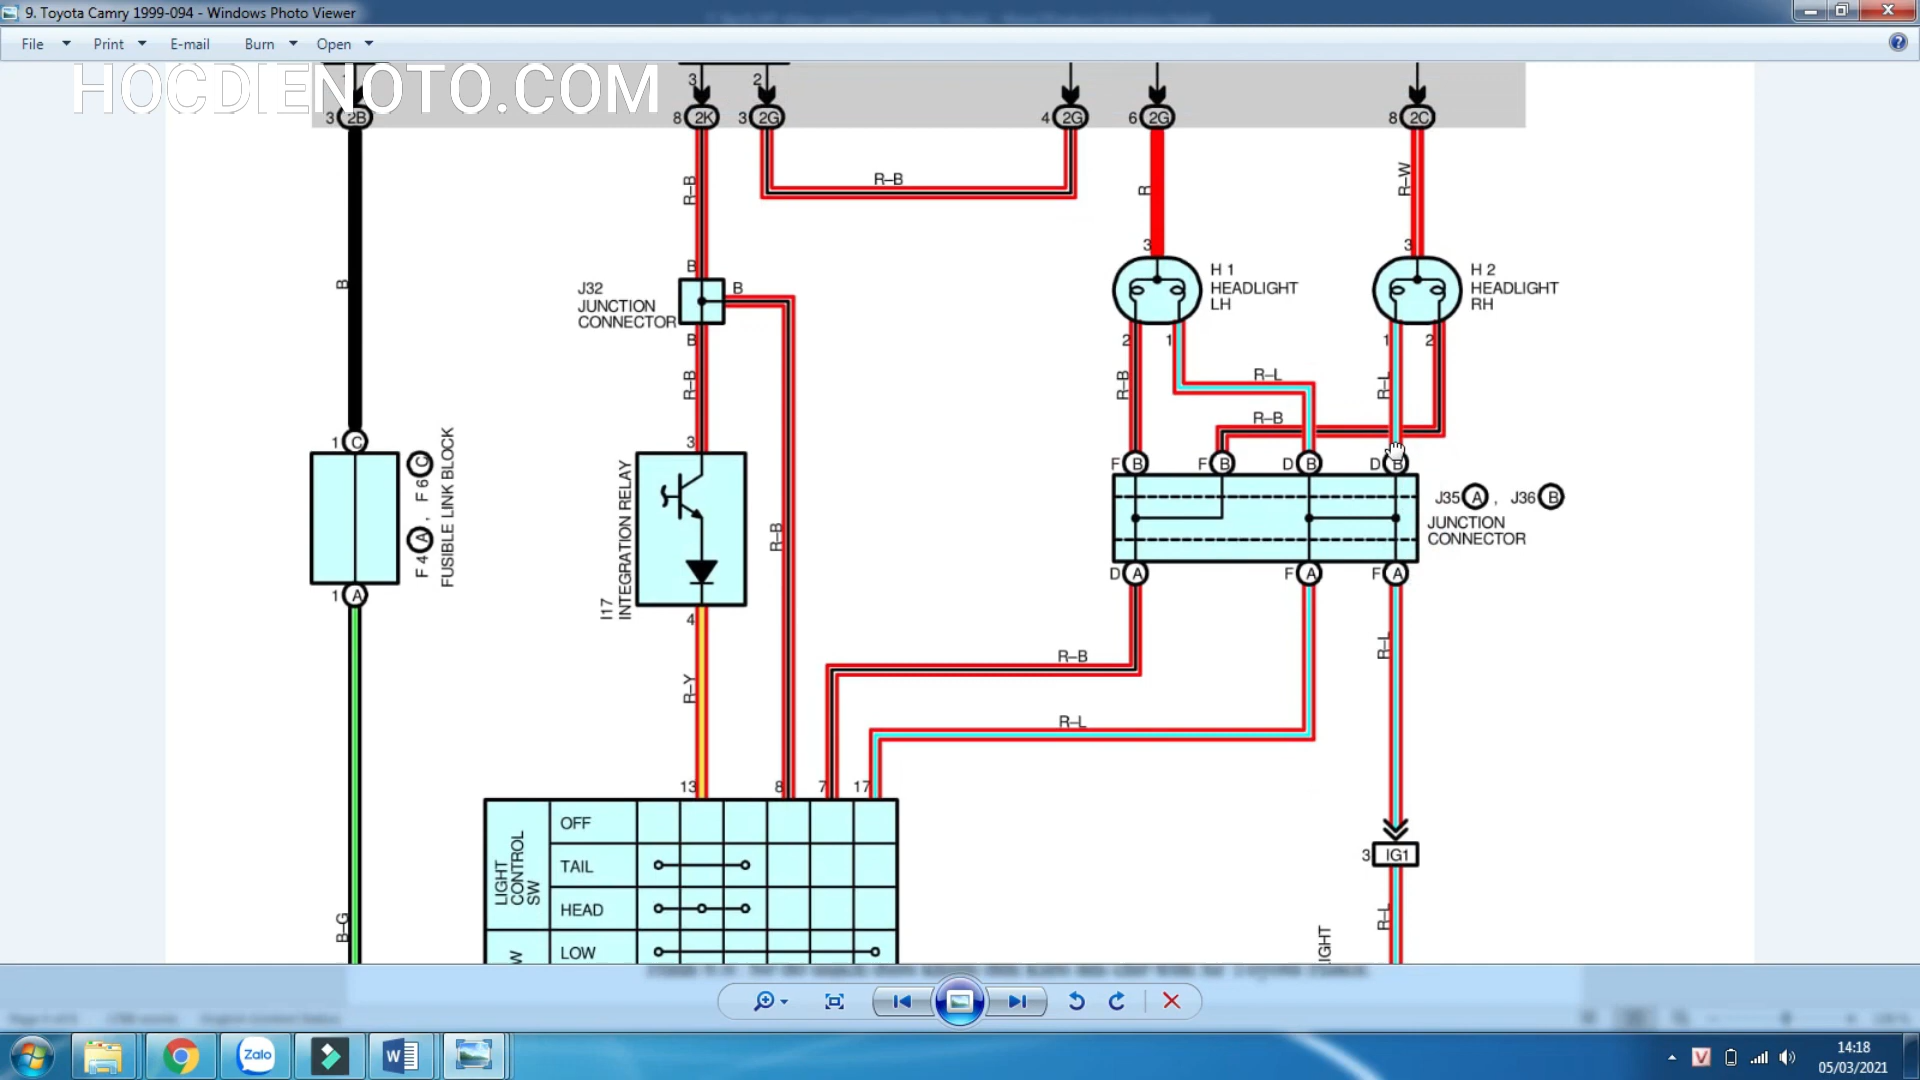 9. Toyota Camry 1999-094 - Windows Photo Viewer
File Print E-mail Burn Open
HOCDIENOTO.COM
3 2
3 2B 8 2K 3 2G 4 2G 6 2G 8 2C
R–B R–B R R–W
B
3 3
H 1 HEADLIGHT LH
H 2 HEADLIGHT RH
J32 JUNCTION CONNECTOR
B B B
2 1 1 2
R–B R–B R–L R–L
R–B
1 C
3
F B F B D B D B
F 4 A , F 6 C FUSIBLE LINK BLOCK
I17 INTEGRATION RELAY
R–B
J35 A , J36 B
JUNCTION CONNECTOR
1 A
D A F A F A
4
R–Y R–B R–L
R–L
13 8 7 17
LIGHT CONTROL SW
OFF
TAIL
HEAD
LOW
3 IG1
B–G
R–L
LIGHT
W
Zalo
W
V
14:18
05/03/2021